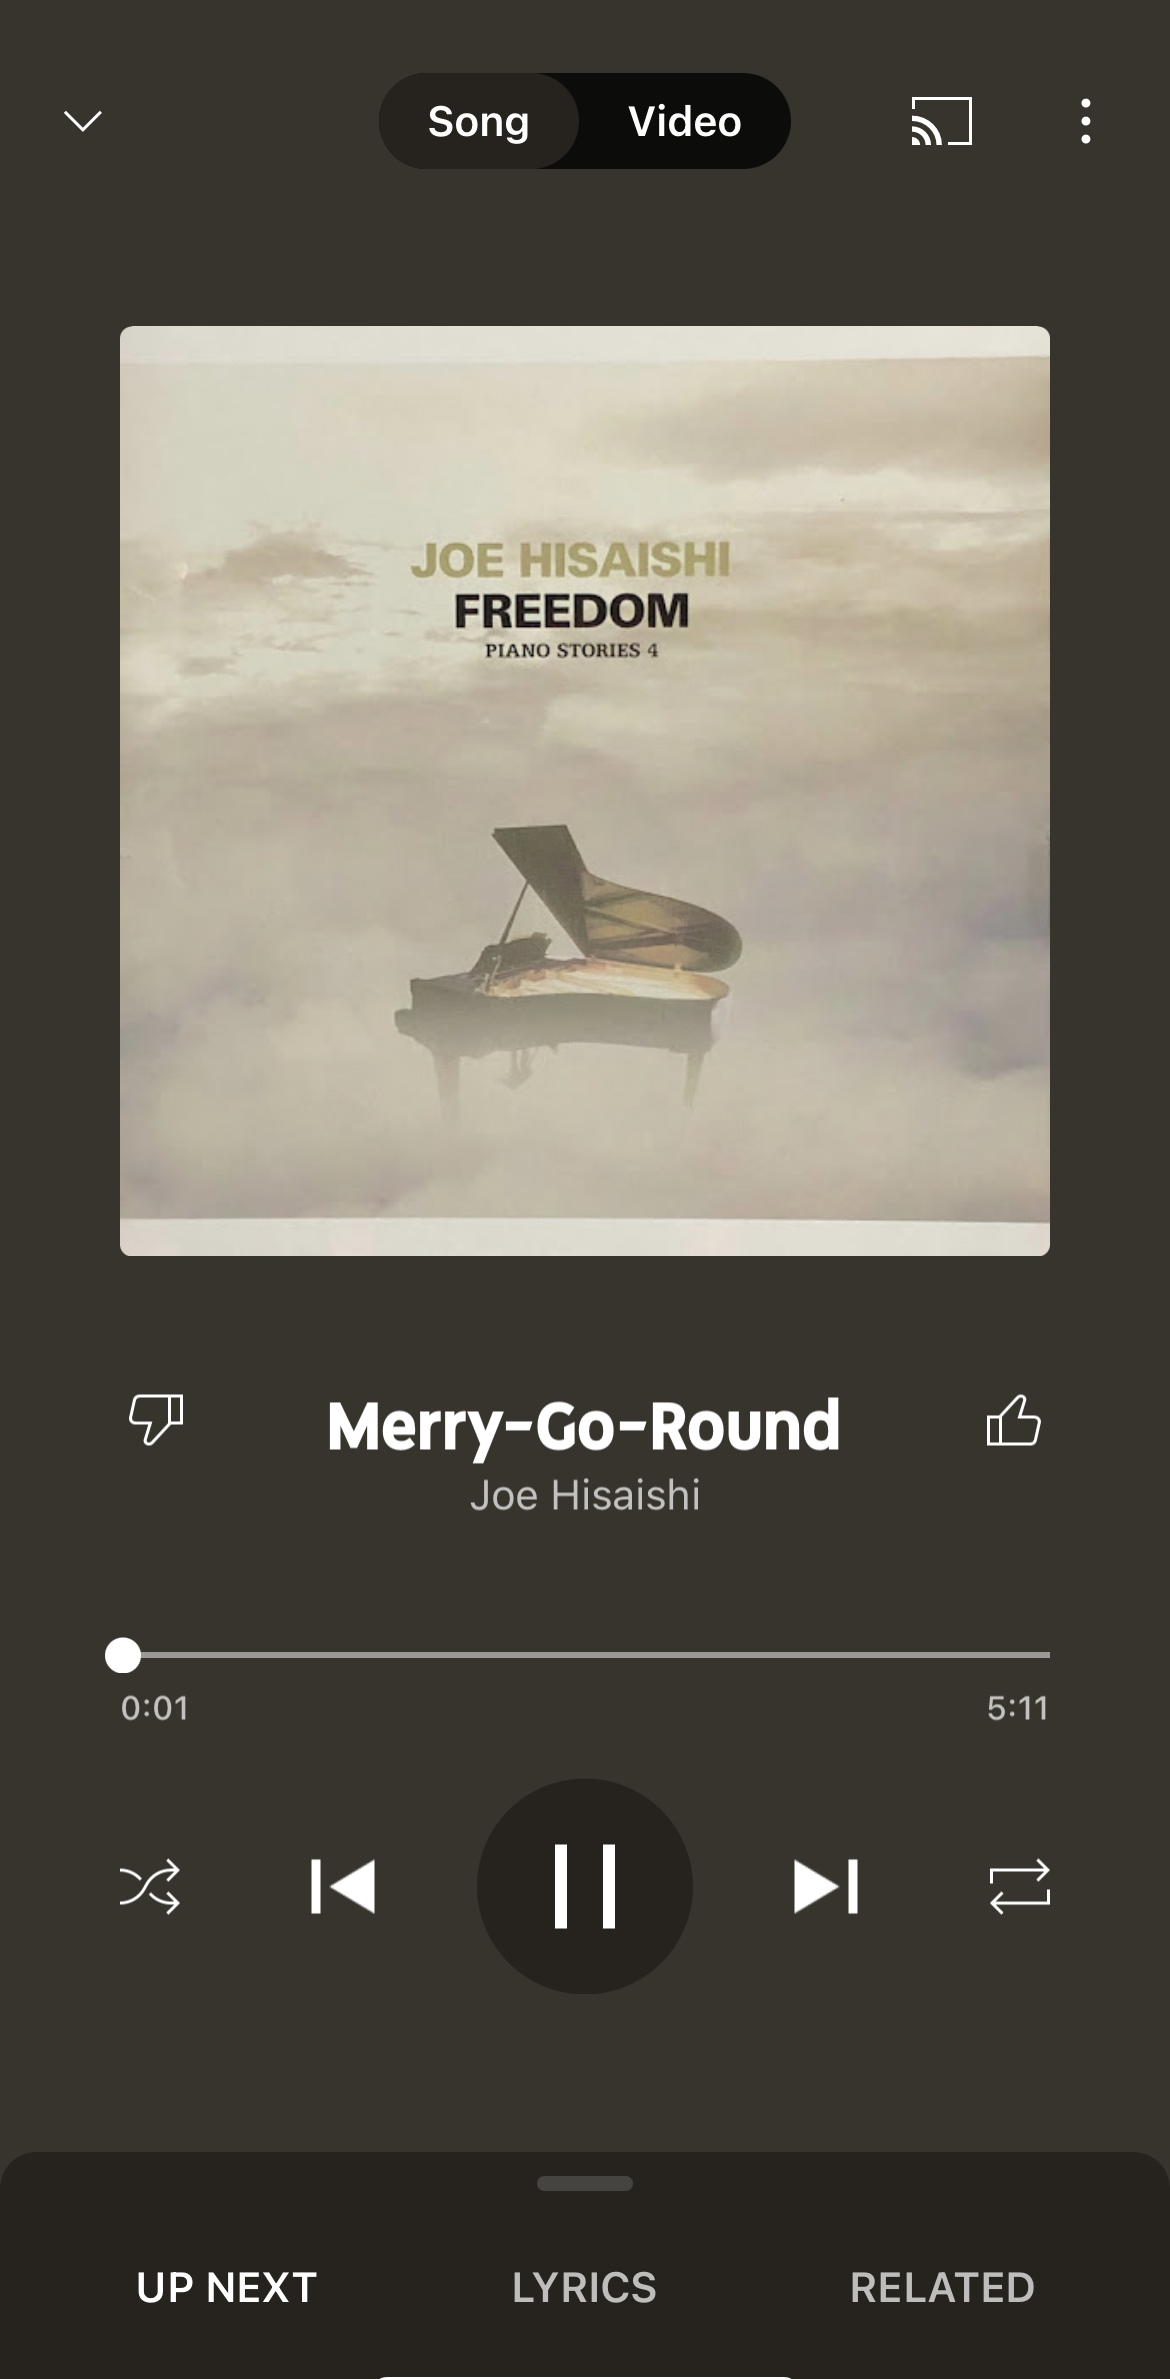 Song Video
JOE HISAISHI
FREEDOM
PIANO STORIES 4
Merry-Go-Round
Joe Hisaishi
0:01 5:11
UP NEXT LYRICS RELATED